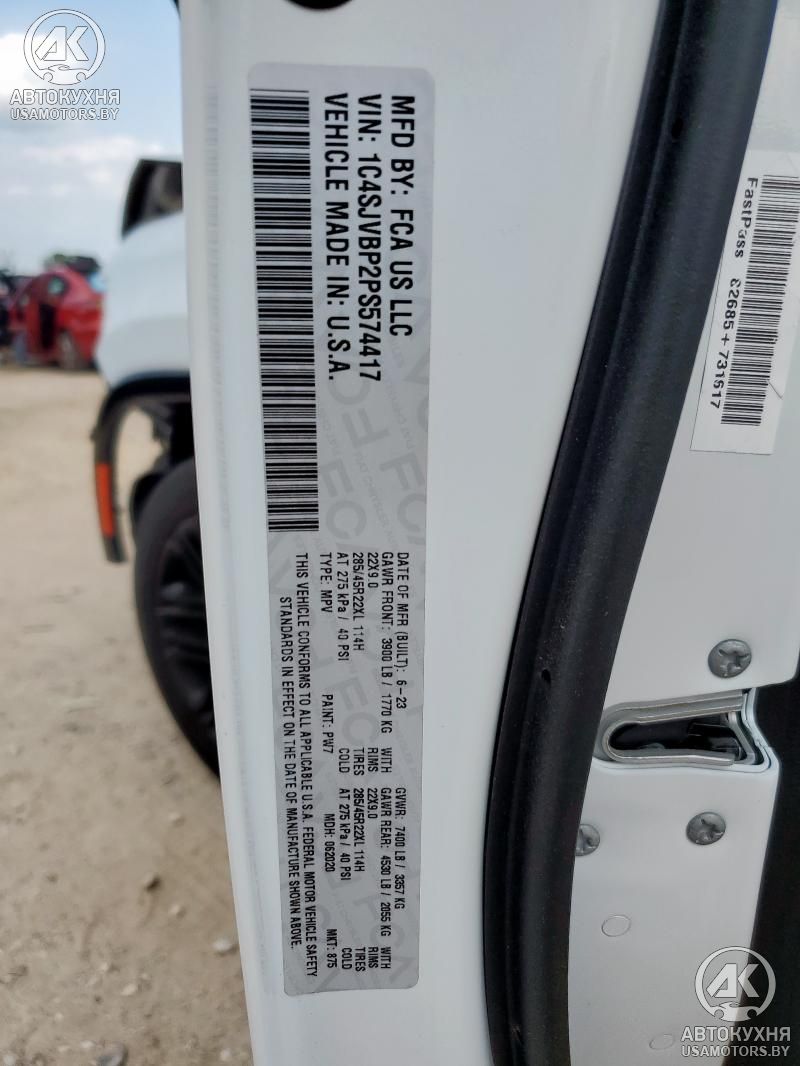 AK
АВТОКУХНЯ
USAMOTORS.BY
MFD BY: FCA US LLC
VIN: 1C4SJVBP2PS574417
VEHICLE MADE IN: U.S.A.
DATE OF MFR (BUILT): 6-23 GVWR: 7400 LB / 3357 KG
GAWR FRONT: 3900 LB / 1770 KG WITH GAWR REAR: 4530 LB / 2055 KG WITH
22X9.0 RIMS 22X9.0 RIMS
285/45R22XL 114H TIRES 285/45R22XL 114H TIRES
AT 275 kPa / 40 PSI COLD AT 275 kPa / 40 PSI COLD
TYPE: MPV PAINT: PW7 MDH: 062020 MKT: 875
THIS VEHICLE CONFORMS TO ALL APPLICABLE U.S.A. FEDERAL MOTOR VEHICLE SAFETY
STANDARDS IN EFFECT ON THE DATE OF MANUFACTURE SHOWN ABOVE.
FastPass 82685+731617
AK
АВТОКУХНЯ
USAMOTORS.BY